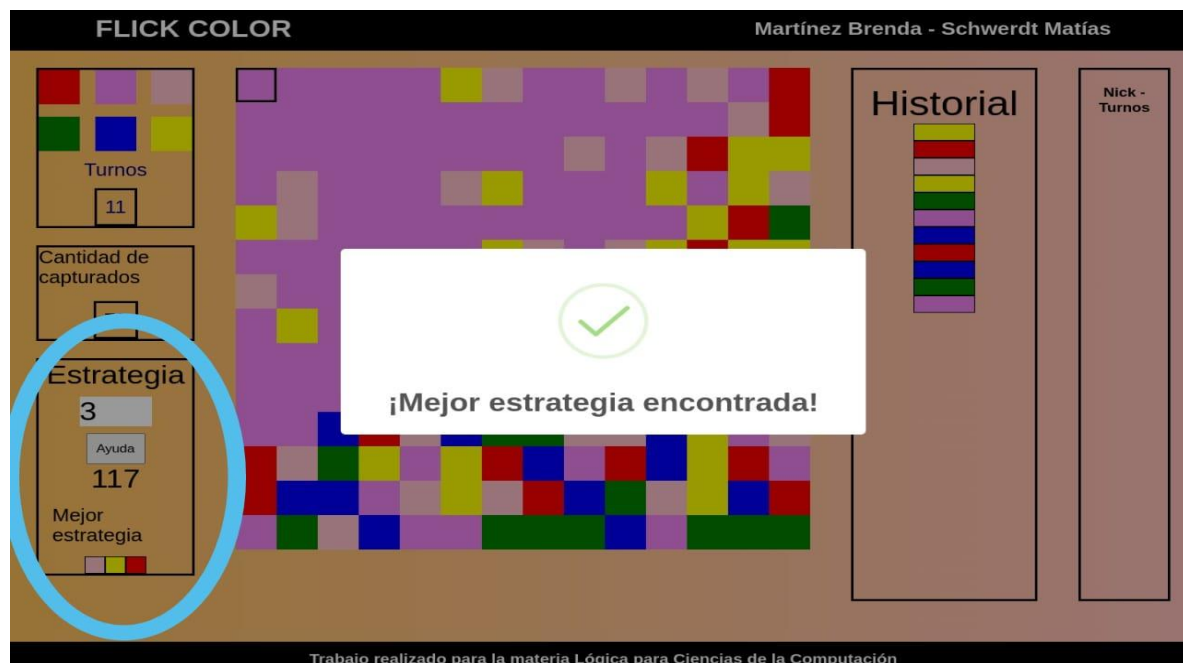 FLICK COLOR
Martínez Brenda - Schwerdt Matías
Turnos
11
Cantidad de
capturados
Estrategia
3
Ayuda
117
Mejor
estrategia
¡Mejor estrategia encontrada!
Historial
Nick -
Turnos
Trabajo realizado para la materia Lógica para Ciencias de la Computación